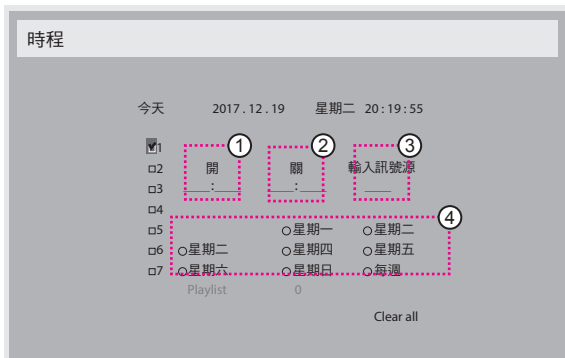 時程
今天 2017 . 12 . 19 星期二 20 : 19 : 55
1
① ② ③
2 開 關 輸入訊號源
3 __:__ __:__ __
4
④
5 星期一 星期二
6 星期二 星期四 星期五
7 星期六 星期日 每週
Playlist 0
Clear all